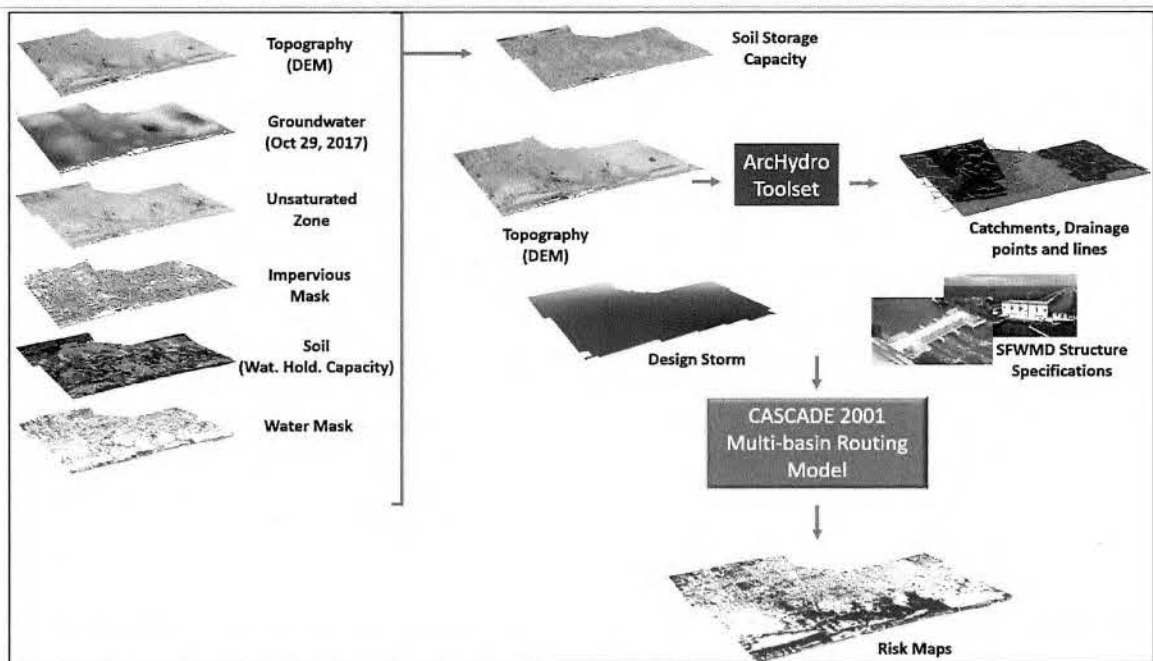 Topography
(DEM)
Groundwater
(Oct 29, 2017)
Unsaturated
Zone
Impervious
Mask
Soil
(Wat. Hold. Capacity)
Water Mask
Soil Storage
Capacity
Topography
(DEM)
ArcHydro
Toolset
Catchments, Drainage
points and lines
Design Storm
SFWMD Structure
Specifications
CASCADE 2001
Multi-basin Routing
Model
Risk Maps